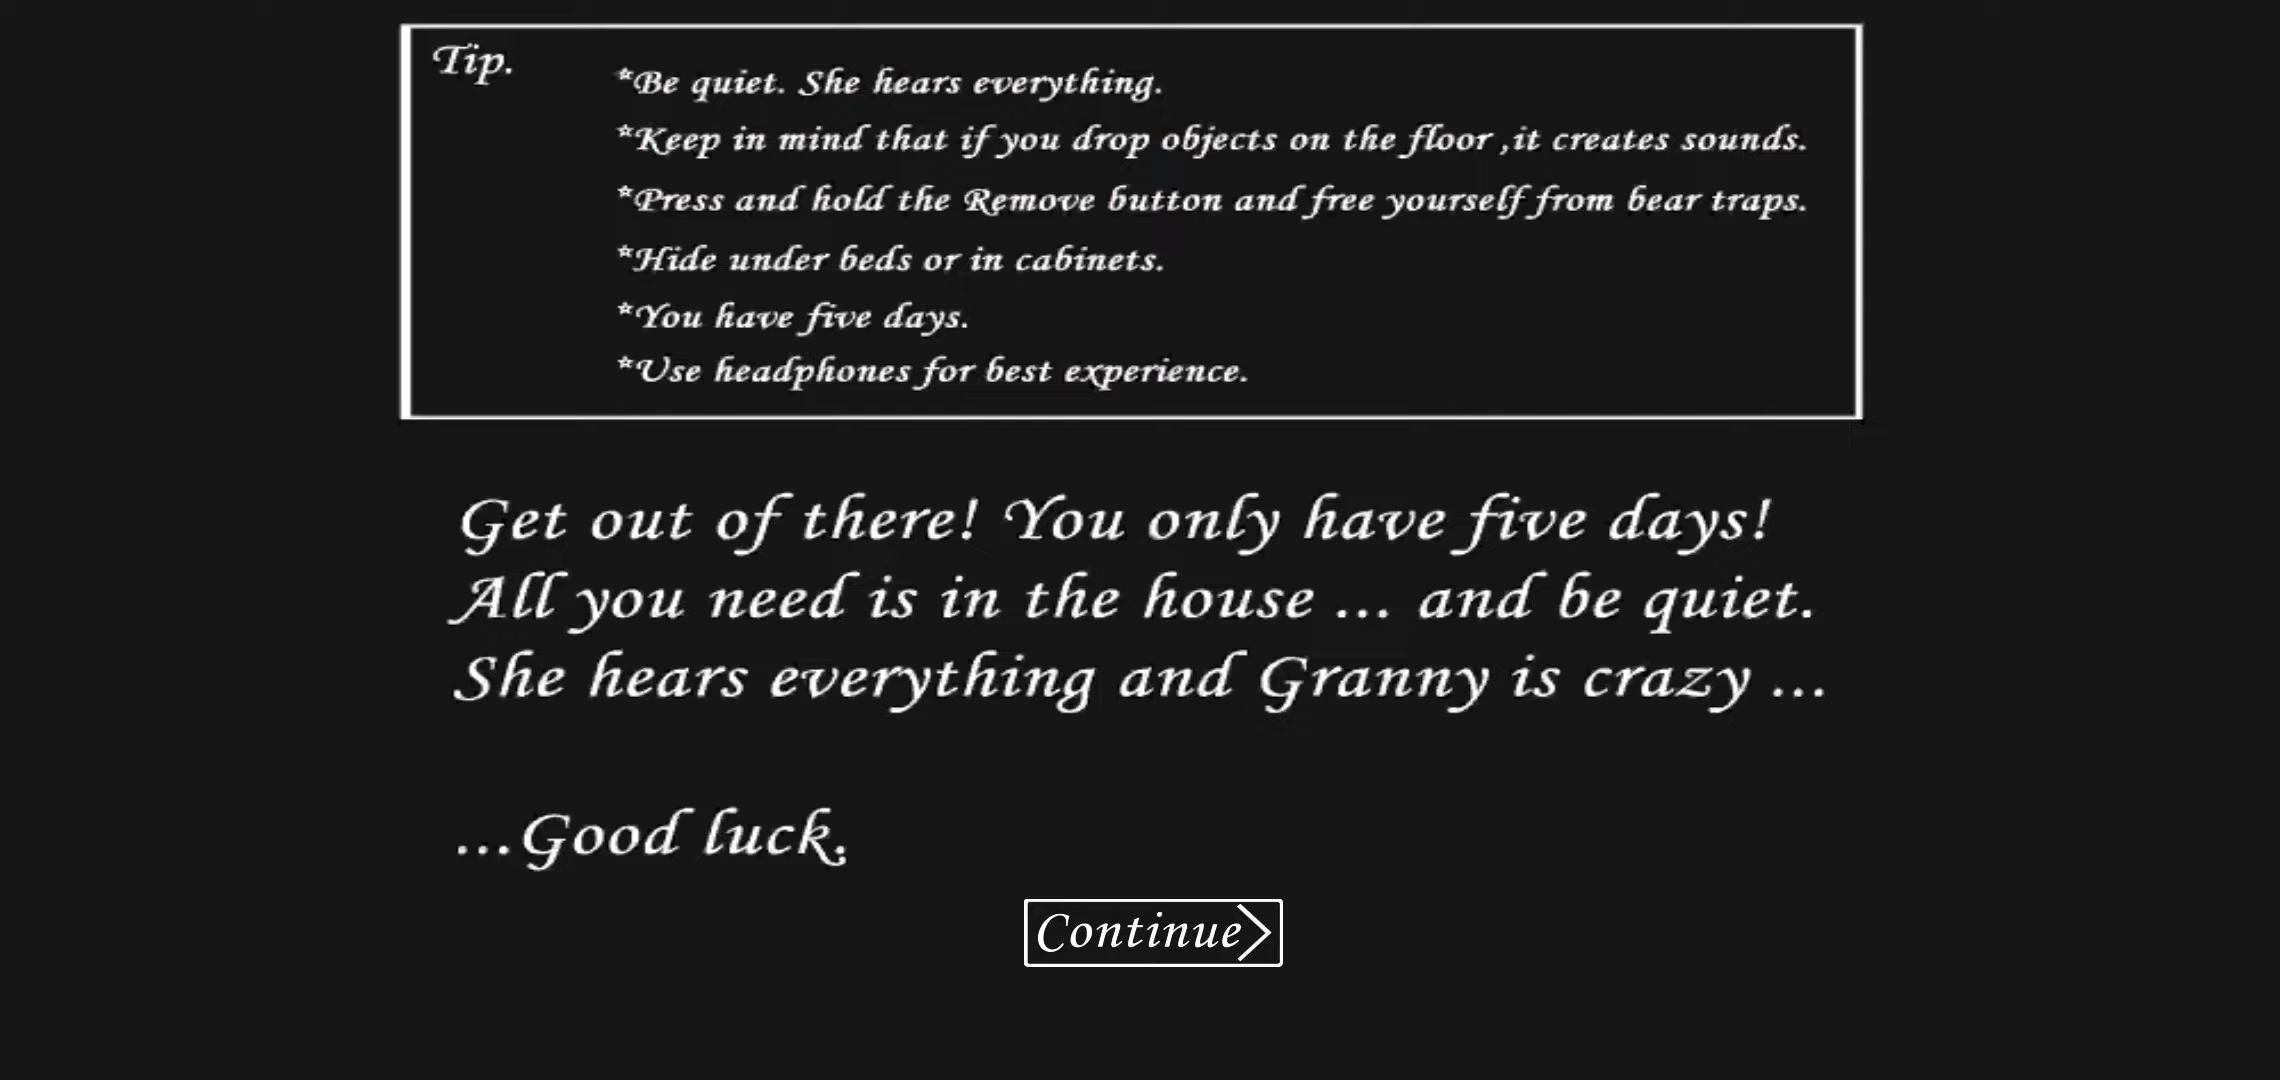 Tip.
*Be quiet. She hears everything.
*Keep in mind that if you drop objects on the floor ,it creates sounds.
*Press and hold the Remove button and free yourself from bear traps.
*Hide under beds or in cabinets.
*You have five days.
*Use headphones for best experience.
Get out of there! You only have five days!
All you need is in the house ... and be quiet.
She hears everything and Granny is crazy ...
...Good luck.
Continue>